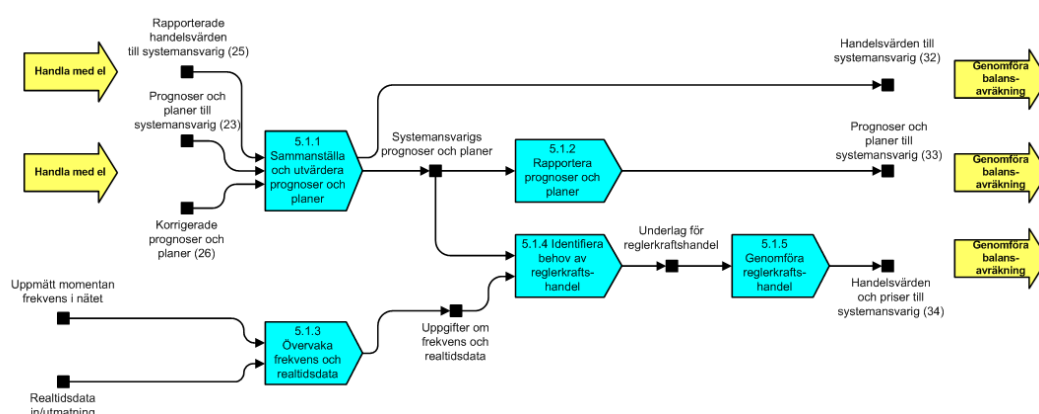 Rapporterade
handelsvärden
till systemansvarig (25)
Handla med el
Prognoser och
planer till
systemansvarig (23)
Handla med el
Korrigerade
prognoser och
planer (26)
Uppmätt momentan
frekvens i nätet
Realtidsdata
in/utmatning
5.1.1
Sammanställa
och utvärdera
prognoser och
planer
5.1.3
Övervaka
frekvens och
realtidsdata
Systemansvarigs
prognoser och planer
Uppgifter om
frekvens och
realtidsdata
5.1.2
Rapportera
prognoser och
planer
5.1.4 Identifiera
behov av
reglerkrafts-
handel
Underlag för
reglerkraftshandel
5.1.5
Genomföra
reglerkrafts-
handel
Handelsvärden till
systemansvarig (32)
Genomföra
balans-
avräkning
Prognoser och
planer till
systemansvarig (33)
Genomföra
balans-
avräkning
Handelsvärden
och priser till
systemansvarig (34)
Genomföra
balans-
avräkning